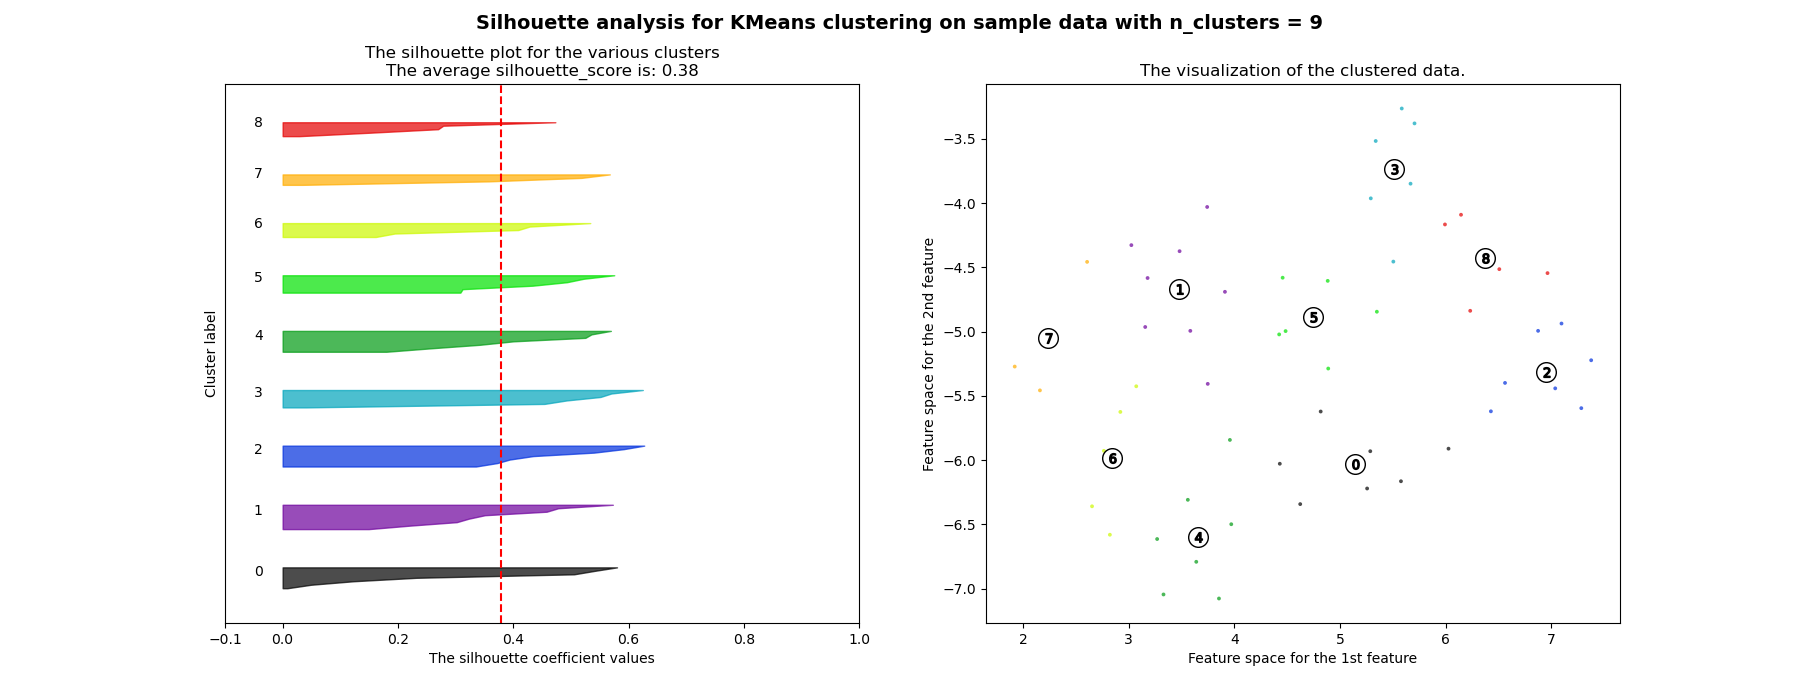 Silhouette analysis for KMeans clustering on sample data with n_clusters = 9
The silhouette plot for the various clusters
The average silhouette_score is: 0.38
8
7
6
5
4
3
2
1
0
Cluster label
−0.1 0.0 0.2 0.4 0.6 0.8 1.0
The silhouette coefficient values
The visualization of the clustered data.
−3.5
−4.0
−4.5
−5.0
−5.5
−6.0
−6.5
−7.0
Feature space for the 2nd feature
3
8
1
5
7
2
6
0
4
2 3 4 5 6 7
Feature space for the 1st feature